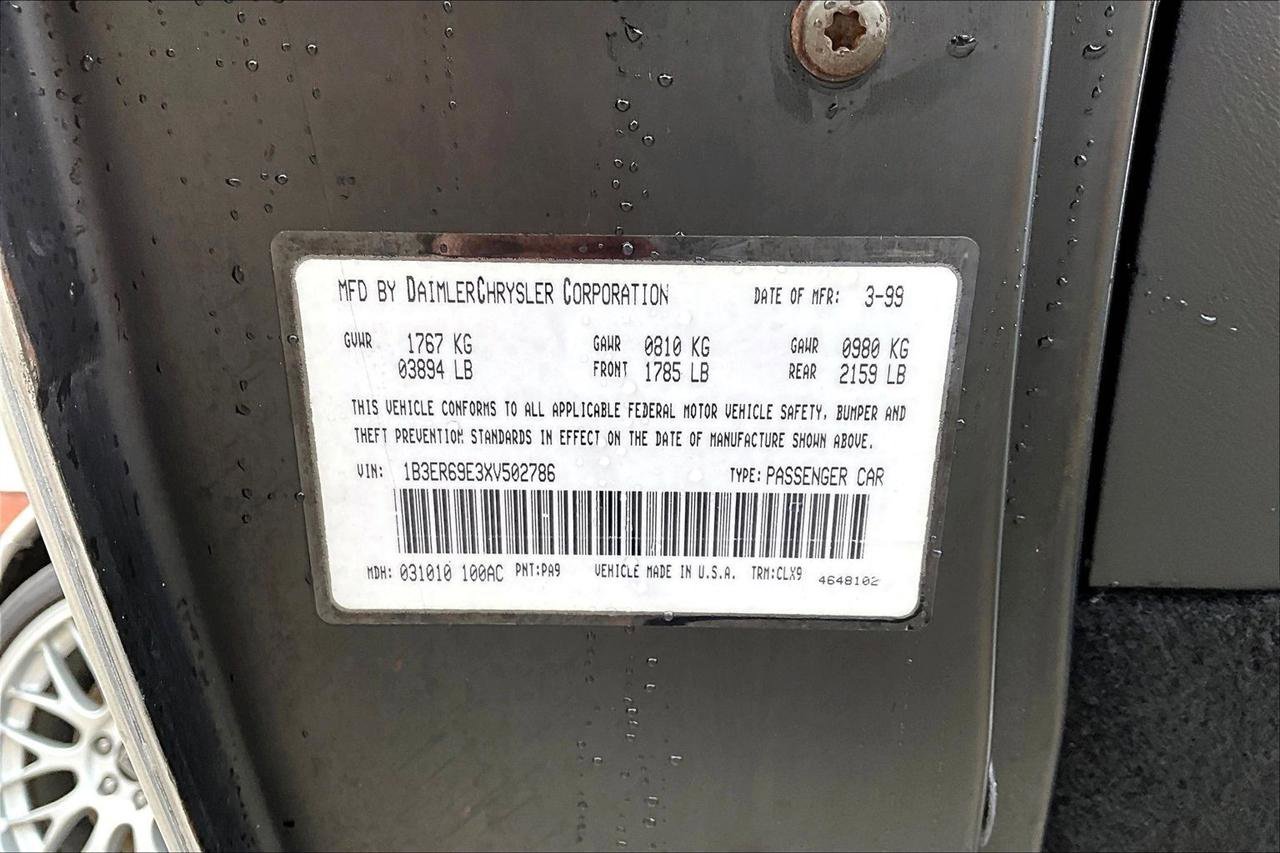 MFD BY DAIMLERCHRYSLER CORPORATION DATE OF MFR: 3-99
GVWR 1767 KG GAWR 0810 KG GAWR 0980 KG
03894 LB FRONT 1785 LB REAR 2159 LB
THIS VEHICLE CONFORMS TO ALL APPLICABLE FEDERAL MOTOR VEHICLE SAFETY, BUMPER AND
THEFT PREVENTION STANDARDS IN EFFECT ON THE DATE OF MANUFACTURE SHOWN ABOVE.
VIN: 1B3ER69E3XV502786 TYPE: PASSENGER CAR
MDH: 031010 100AC PNT:PA9 VEHICLE MADE IN U.S.A. TRM:CLX9 4648102